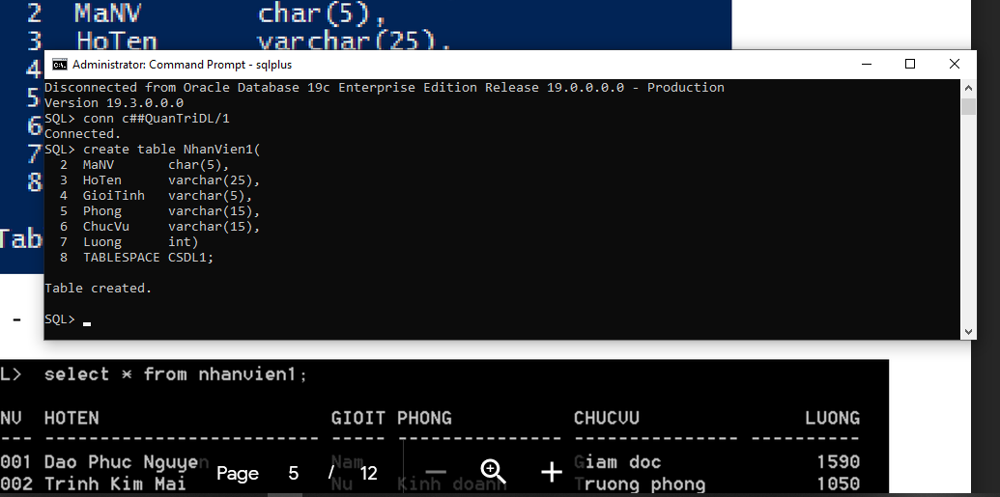 2 MaNV char(5),
3 HoTen varchar(25),
4
5
6
7
8
Tab
Administrator: Command Prompt - sqlplus
Disconnected from Oracle Database 19c Enterprise Edition Release 19.0.0.0.0 - Production
Version 19.3.0.0.0
SQL> conn c##QuanTriDL/1
Connected.
SQL> create table NhanVien1(
2 MaNV char(5),
3 HoTen varchar(25),
4 GioiTinh varchar(5),
5 Phong varchar(15),
6 ChucVu varchar(15),
7 Luong int)
8 TABLESPACE CSDL1;
Table created.
SQL>
-
L> select * from nhanvien1;
NV HOTEN GIOIT PHONG CHUCVU LUONG
--- ------------------------- ----- --------------- --------------- ----------
001 Dao Phuc Nguyen Nam Giam doc 1590
002 Trinh Kim Mai Nu Kinh doanh Truong phong 1050
Page 5 / 12